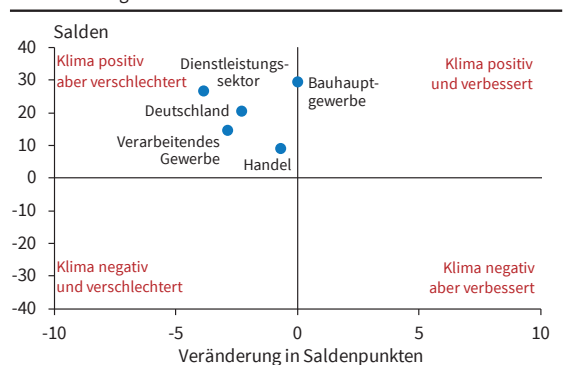 Salden
40
30
20
10
0
-10
-20
-30
-40
Klima positiv
aber verschlechtert
Dienstleistungs-
sektor
Bauhaupt-
gewerbe
Klima positiv
und verbessert
Deutschland
Verarbeitendes
Gewerbe
Handel
Klima negativ
und verschlechtert
Klima negativ
aber verbessert
-10
-5
0
5
10
Veränderung in Saldenpunkten